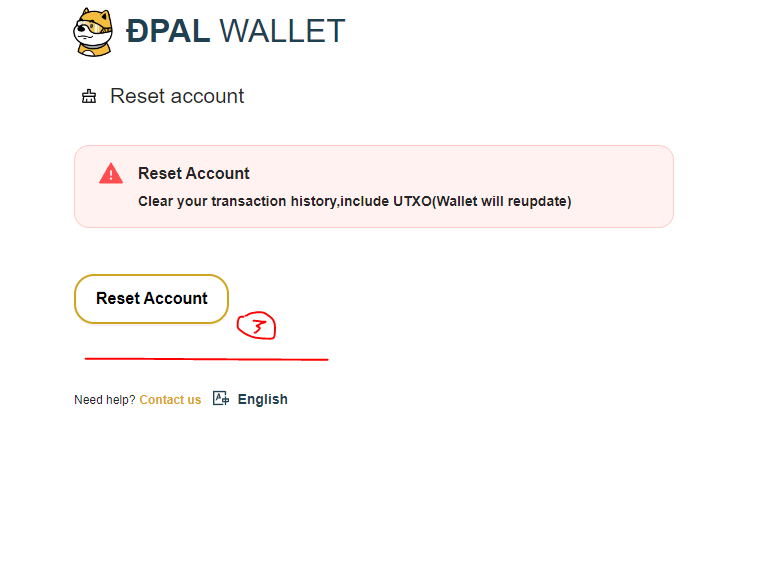 ÐPAL WALLET
Reset account
Reset Account
Clear your transaction history,include UTXO(Wallet will reupdate)
Reset Account
3
Need help? Contact us English